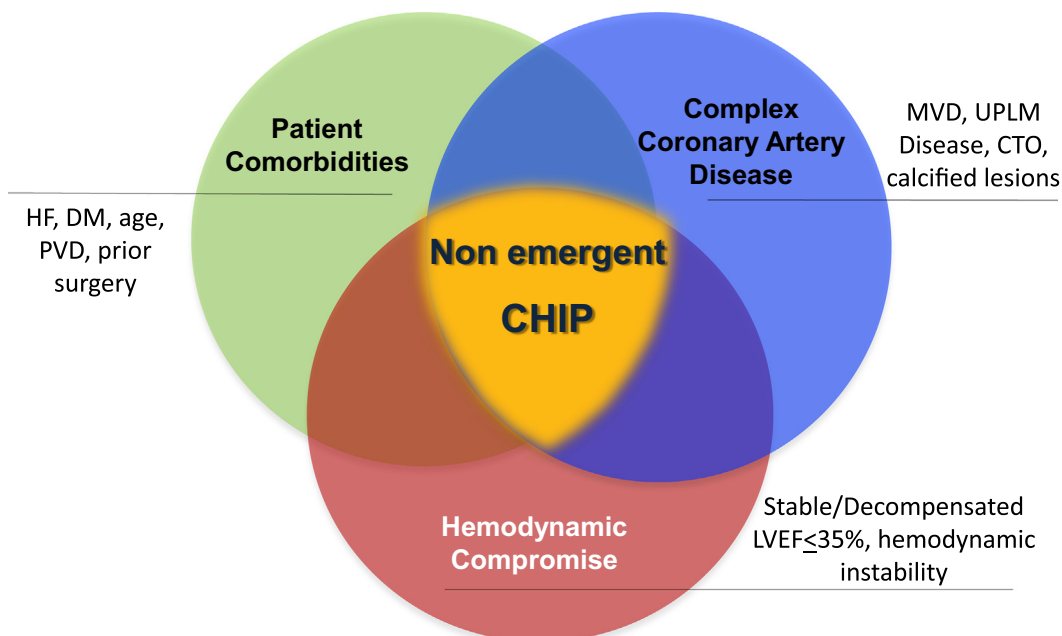 Patient
Comorbidities
HF, DM, age,
PVD, prior
surgery
Complex
Coronary Artery
Disease
MVD, UPLM
Disease, CTO,
calcified lesions
Non emergent
CHIP
Hemodynamic
Compromise
Stable/Decompensated
LVEF≤35%, hemodynamic
instability